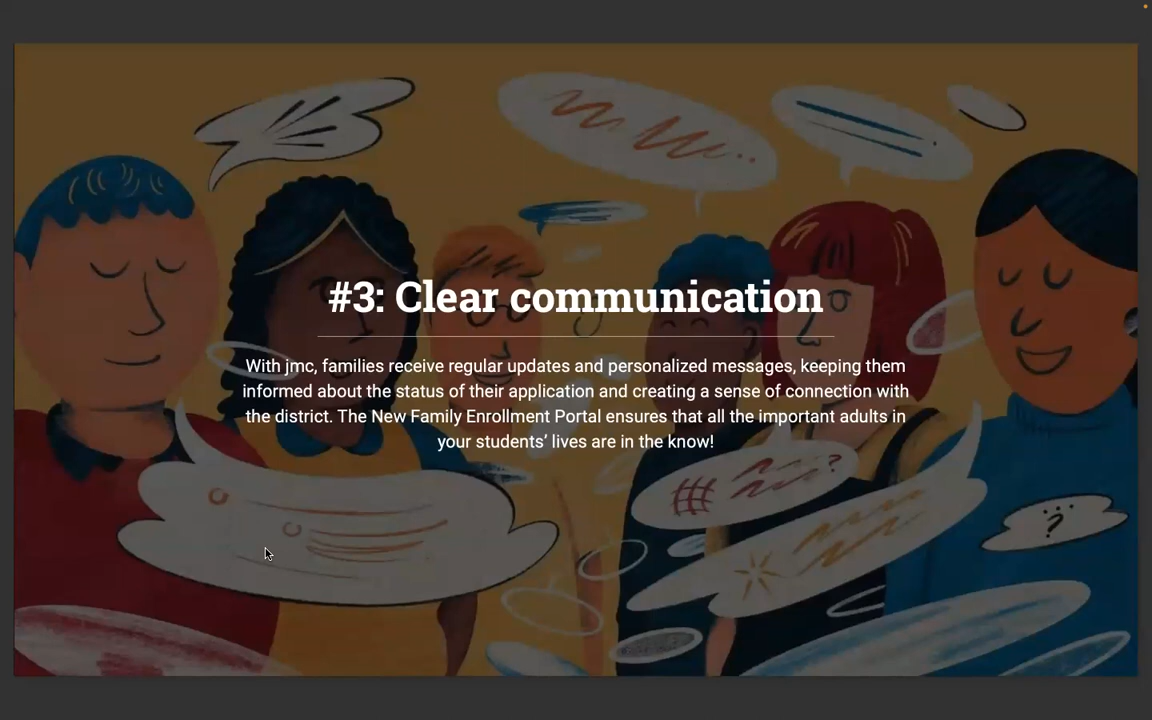 #3: Clear communication
With jmc, families receive regular updates and personalized messages, keeping them
informed about the status of their application and creating a sense of connection with
the district. The New Family Enrollment Portal ensures that all the important adults in
your students’ lives are in the know!